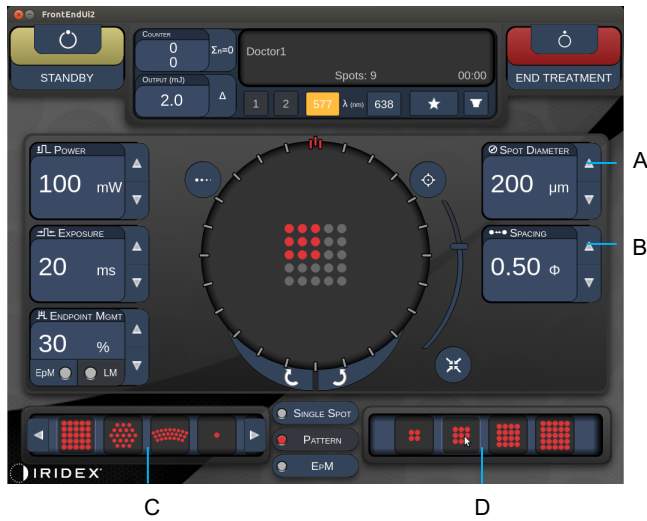 FrontEndUi2
STANDBY
COUNTER
0
0
Σn=0
OUTPUT (mJ)
2.0
Δ
Doctor1
Spots: 9 00:00
1 2 577 λ (nm) 638
END TREATMENT
POWER
100 mW
EXPOSURE
20 ms
ENDPOINT MGMT
30 %
EpM LM
SPOT DIAMETER
200 μm
SPACING
0.50 Φ
A
B
SINGLE SPOT
PATTERN
EPM
IRIDEX
C
D